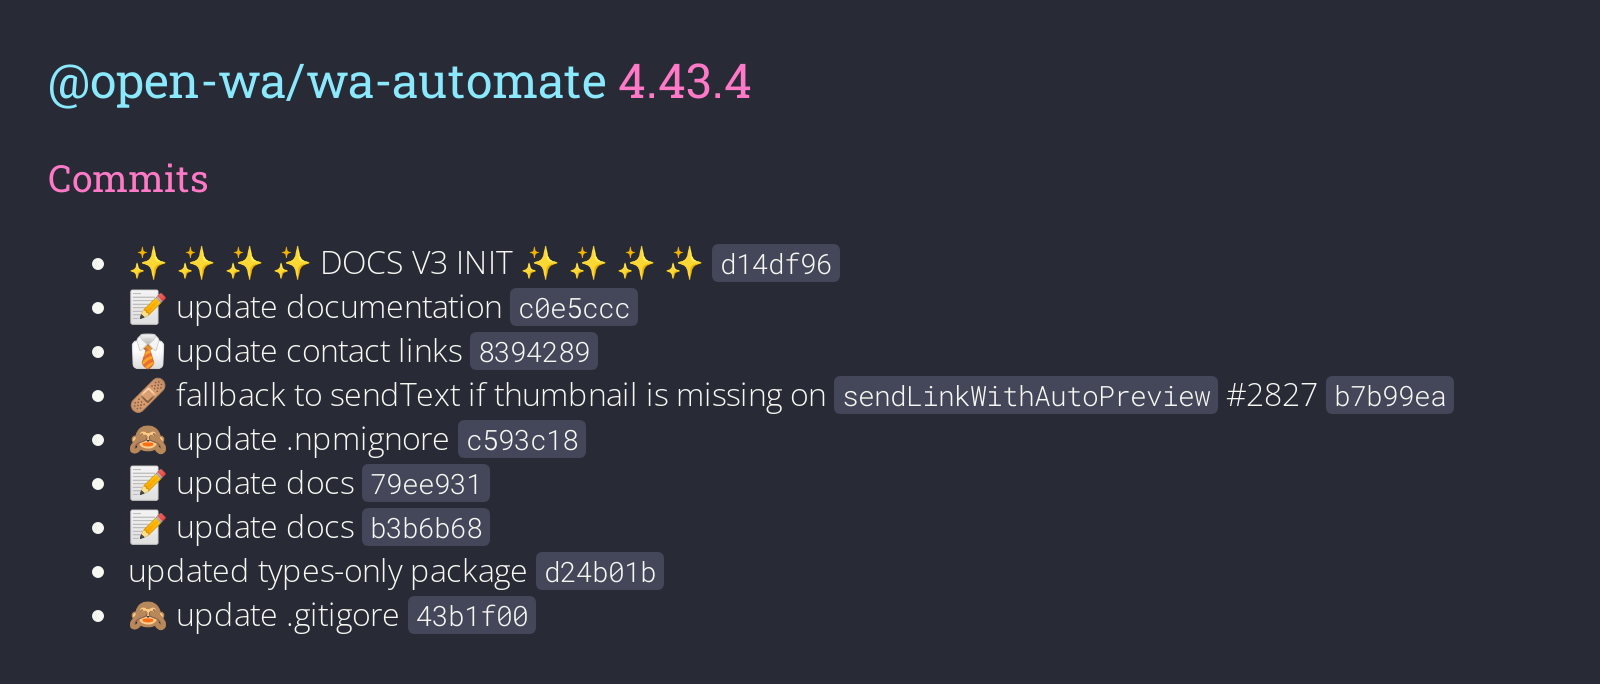 @open-wa/wa-automate 4.43.4
Commits
✨ ✨ ✨ ✨ DOCS V3 INIT ✨ ✨ ✨ ✨ d14df96
📝 update documentation c0e5ccc
👔 update contact links 8394289
🩹 fallback to sendText if thumbnail is missing on sendLinkWithAutoPreview #2827 b7b99ea
🙈 update .npmignore c593c18
📝 update docs 79ee931
📝 update docs b3b6b68
updated types-only package d24b01b
🙈 update .gitigore 43b1f00